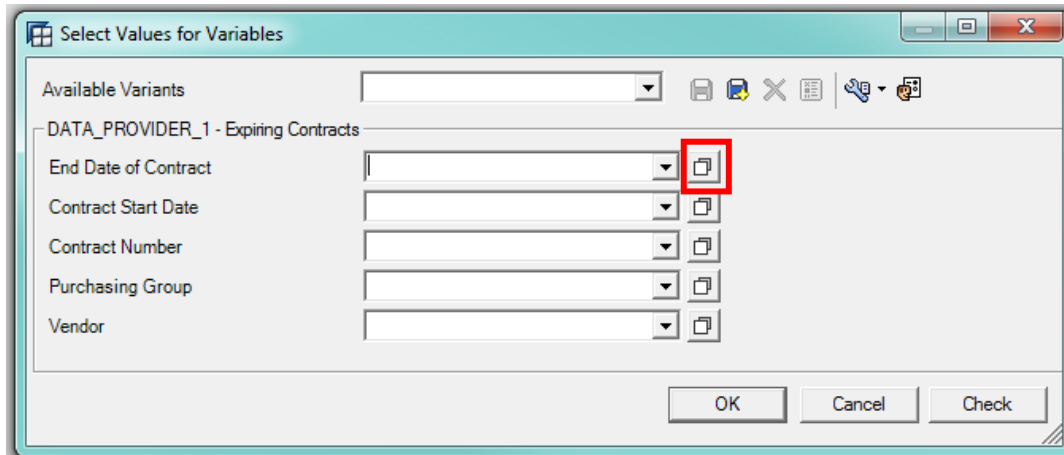 Select Values for Variables
Available Variants
DATA_PROVIDER_1 - Expiring Contracts
End Date of Contract
Contract Start Date
Contract Number
Purchasing Group
Vendor
OK Cancel Check